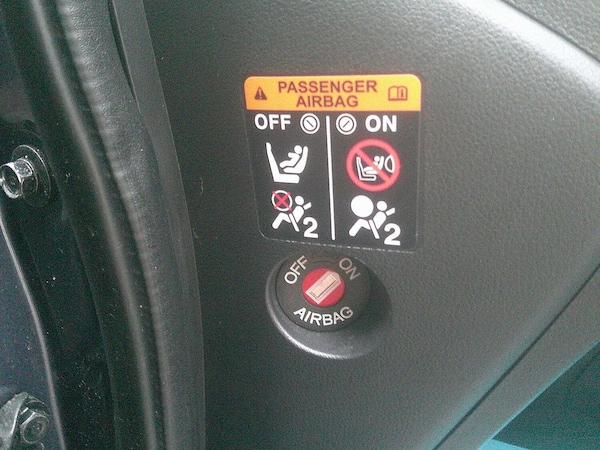 PASSENGER
AIRBAG
OFF ON
2 2
OFF ON
AIRBAG